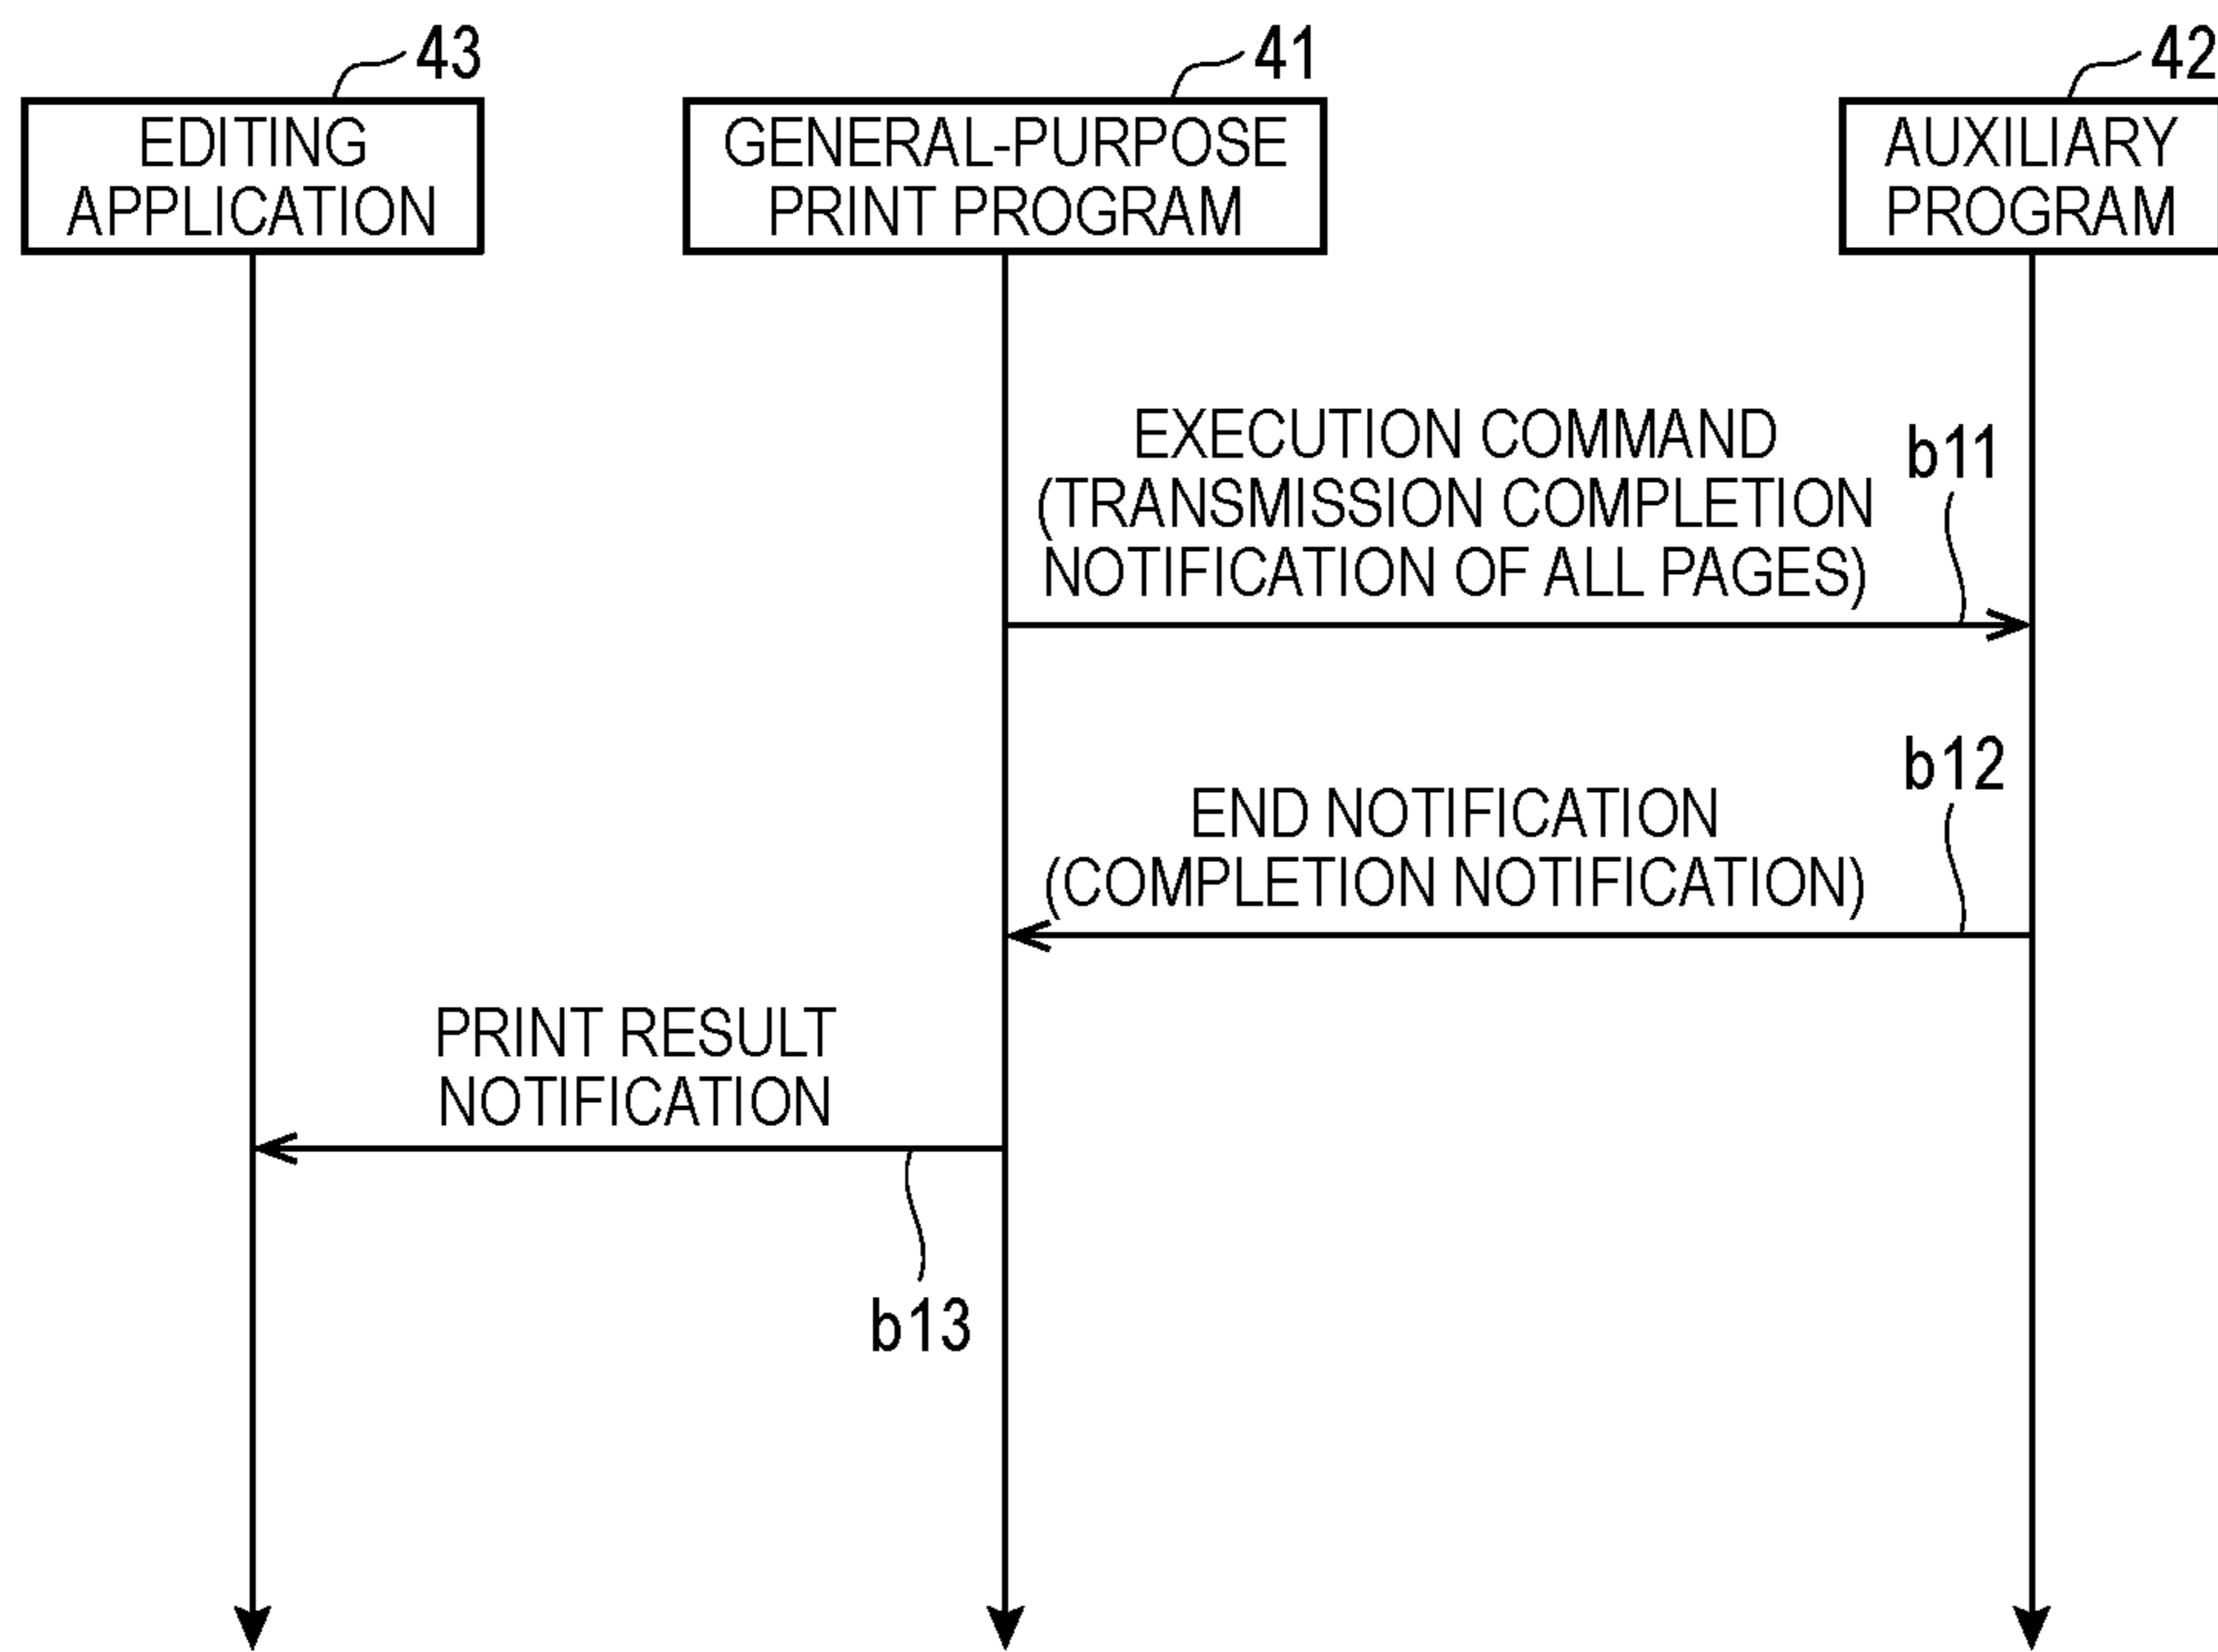 43
EDITING
APPLICATION
41
GENERAL-PURPOSE
PRINT PROGRAM
42
AUXILIARY
PROGRAM
EXECUTION COMMAND
(TRANSMISSION COMPLETION
NOTIFICATION OF ALL PAGES)
b11
END NOTIFICATION
(COMPLETION NOTIFICATION)
b12
PRINT RESULT
NOTIFICATION
b13